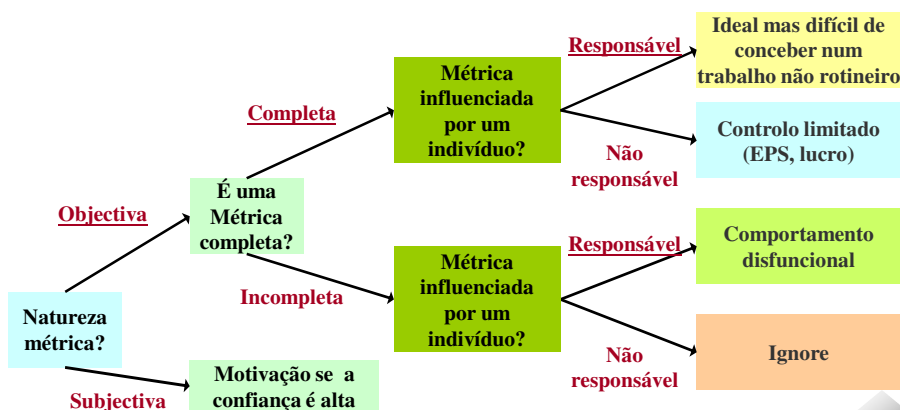 Natureza
métrica?
Objectiva
Subjectiva
É uma
Métrica
completa?
Motivação se a
confiança é alta
Completa
Incompleta
Métrica
influenciada
por um
indivíduo?
Responsável
Não
responsável
Ideal mas difícil de
conceber num
trabalho não rotineiro
Controlo limitado
(EPS, lucro)
Métrica
influenciada
por um
indivíduo?
Responsável
Não
responsável
Comportamento
disfuncional
Ignore